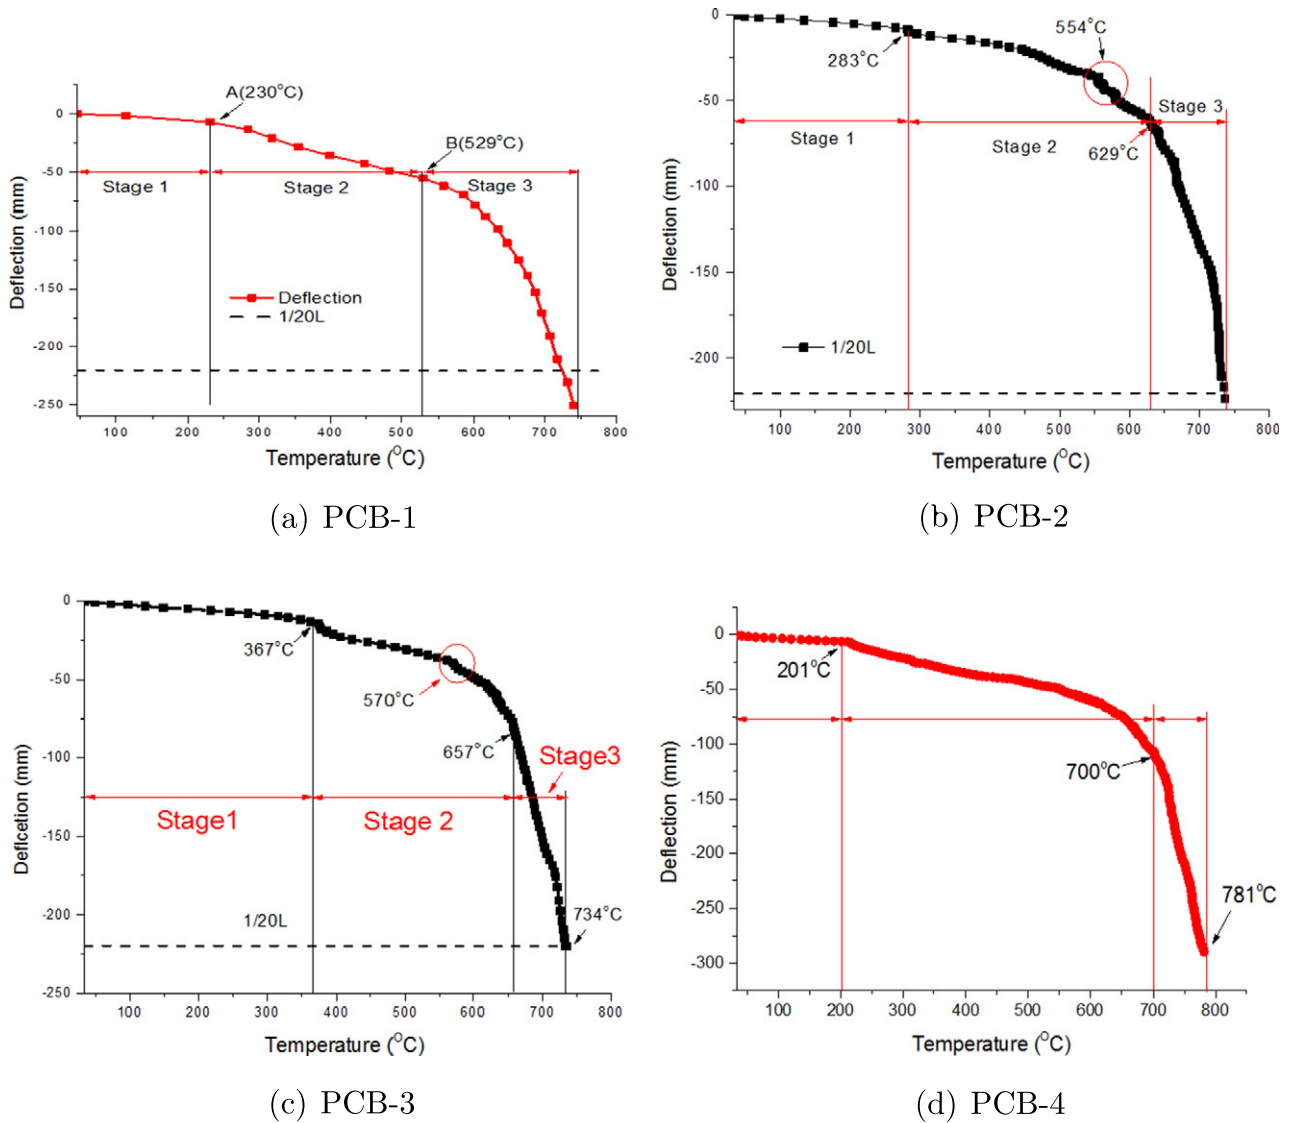 A(230°C)
B(529°C)
Stage 1
Stage 2
Stage 3
Deflection
1/20L
0
-50
-100
-150
-200
-250
Deflection (mm)
100 200 300 400 500 600 700 800
Temperature (°C)
(a) PCB-1
283°C
554°C
629°C
Stage 1
Stage 2
Stage 3
1/20L
0
-50
-100
-150
-200
Deflection (mm)
100 200 300 400 500 600 700 800
Temperature (°C)
(b) PCB-2
367°C
570°C
657°C
Stage3
Stage1
Stage 2
1/20L
734°C
0
-50
-100
-150
-200
-250
Deflcetion (mm)
100 200 300 400 500 600 700 800
Temperature (°C)
(c) PCB-3
201°C
700°C
781°C
0
-50
-100
-150
-200
-250
-300
Deflection (mm)
100 200 300 400 500 600 700 800
Temperature (°C)
(d) PCB-4